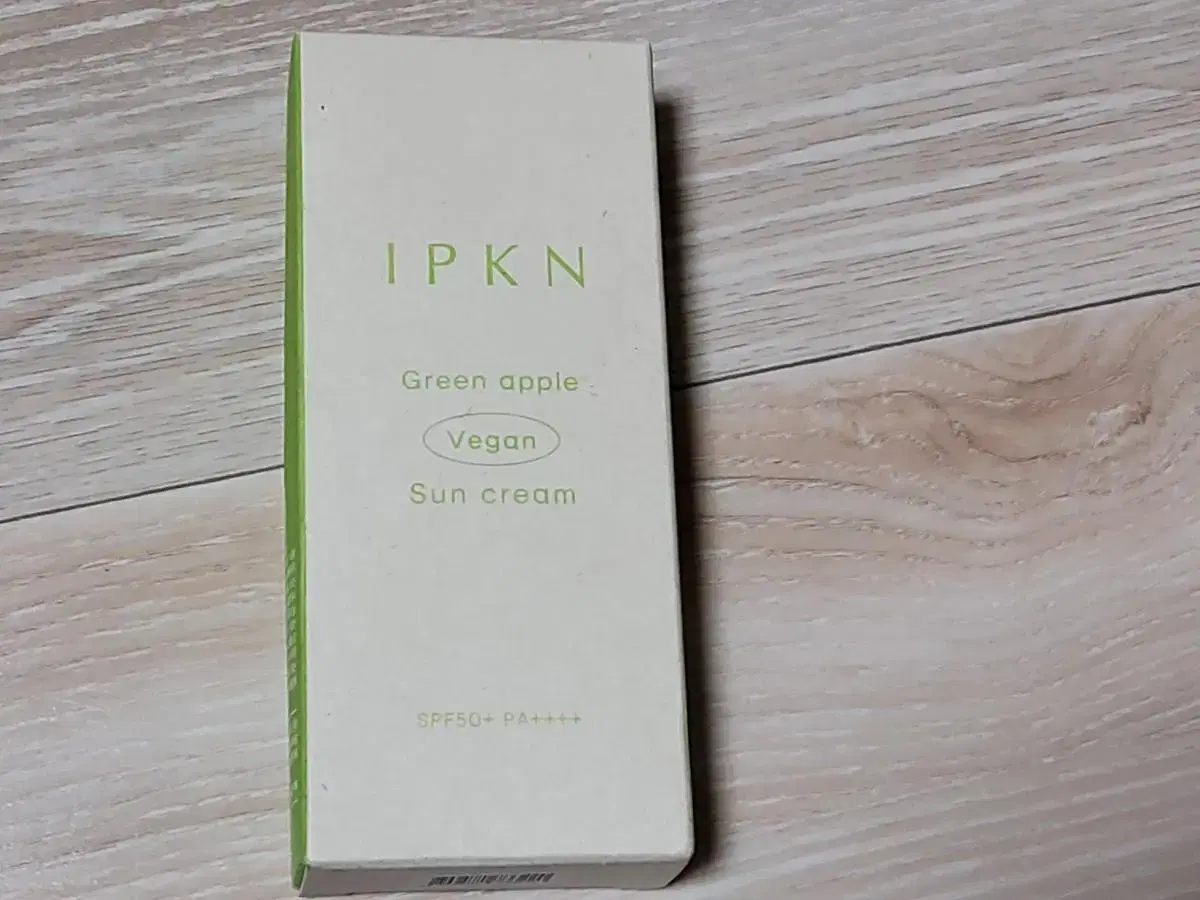 IPKN
Green apple
Vegan
Sun cream
SPF50+ PA++++